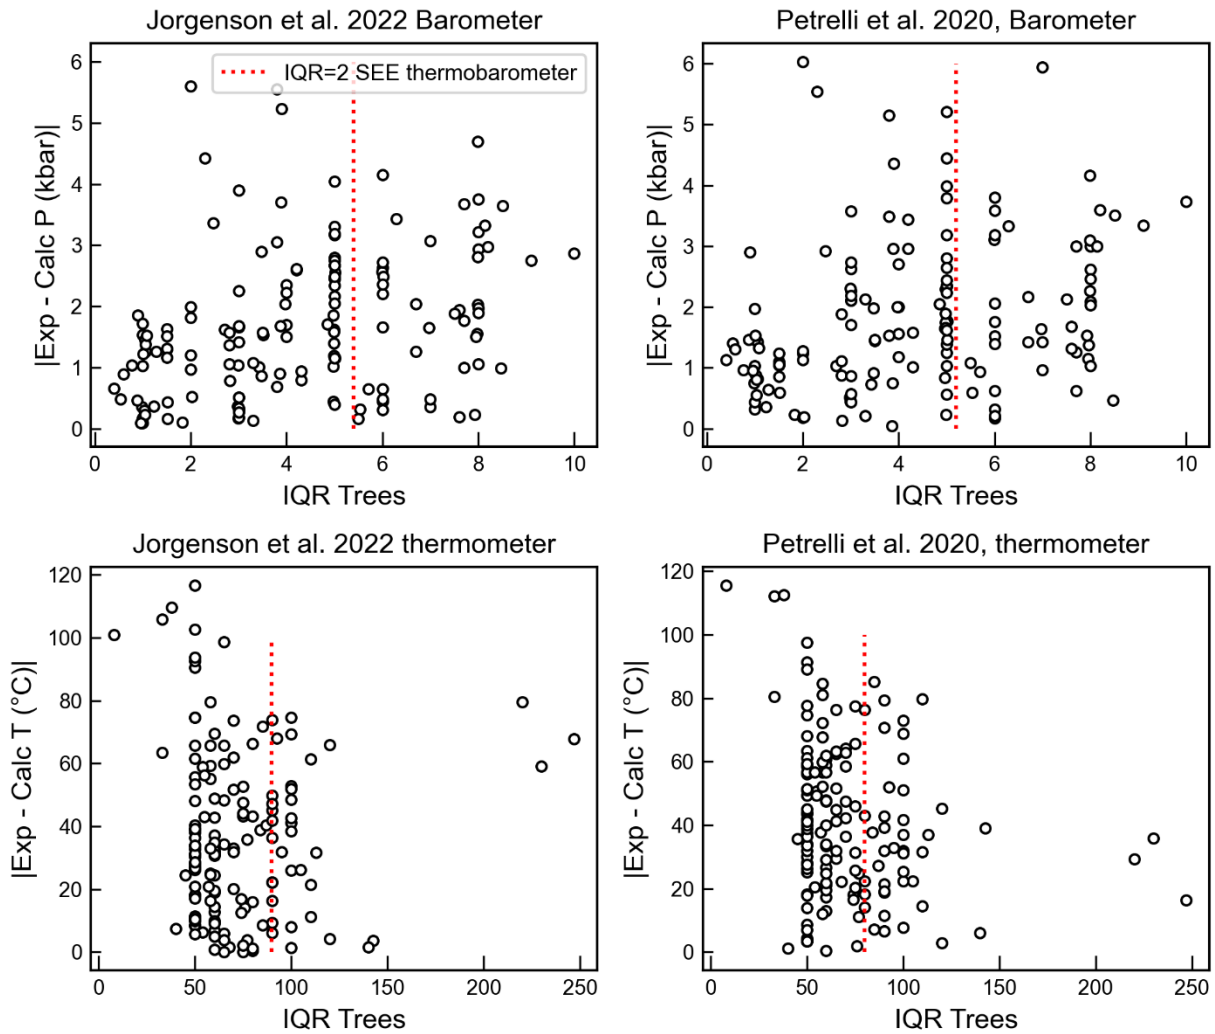 Jorgenson et al. 2022 Barometer
|Exp - Calc P (kbar)|
6
5
4
3
2
1
0
IQR=2 SEE thermobarometer
0 2 4 6 8 10
IQR Trees
Petrelli et al. 2020, Barometer
|Exp - Calc P (kbar)|
6
5
4
3
2
1
0
0 2 4 6 8 10
IQR Trees
Jorgenson et al. 2022 thermometer
|Exp - Calc T (°C)|
120
100
80
60
40
20
0
0 50 100 150 200 250
IQR Trees
Petrelli et al. 2020, thermometer
|Exp - Calc T (°C)|
120
100
80
60
40
20
0
0 50 100 150 200 250
IQR Trees